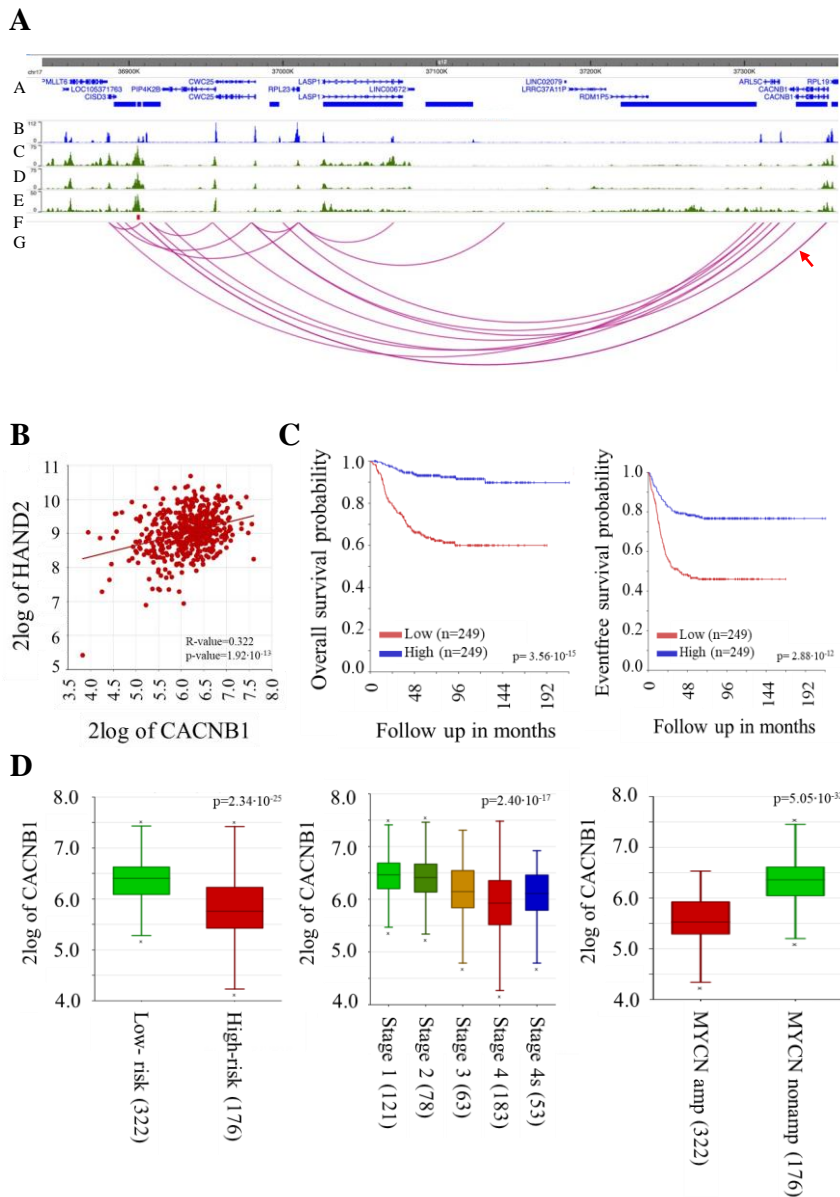 A
chr17
36900K
37000K
q12
37100K
37200K
37300K
A
PMLLT6
CWC25
LASP1
LINC02079
ARL5C
RPL19
LOC105371763
PIP4K2B
RPL23
LINC00672
LRRC37A11P
CACNB1
CISD3
CWC25
LASP1
RDM1P5
CACNB1
B
C
D
E
F
G
B
2log of HAND2
11
10
9
8
7
6
5
R-value=0.322
p-value=1.92·10-13
3.5
4.0
4.5
5.0
5.5
6.0
6.5
7.0
7.5
8.0
2log of CACNB1
C
Overall survival probability
1.0
0.8
0.6
0.4
0.2
0.0
Low (n=249)
High (n=249)
p= 3.56·10-15
0
48
96
144
192
Follow up in months
Eventfree survival probability
1.0
0.8
0.6
0.4
0.2
0.0
Low (n=249)
High (n=249)
p= 2.88·10-12
0
48
96
144
192
Follow up in months
D
2log of CACNB1
8.0
7.0
6.0
5.0
4.0
p=2.34·10-25
Low- risk (322)
High-risk (176)
2log of CACNB1
8.0
7.0
6.0
5.0
4.0
p=2.40·10-17
Stage 1 (121)
Stage 2 (78)
Stage 3 (63)
Stage 4 (183)
Stage 4s (53)
2log of CACNB1
8.0
7.0
6.0
5.0
4.0
MYCN amp (322)
MYCN nonamp (176)